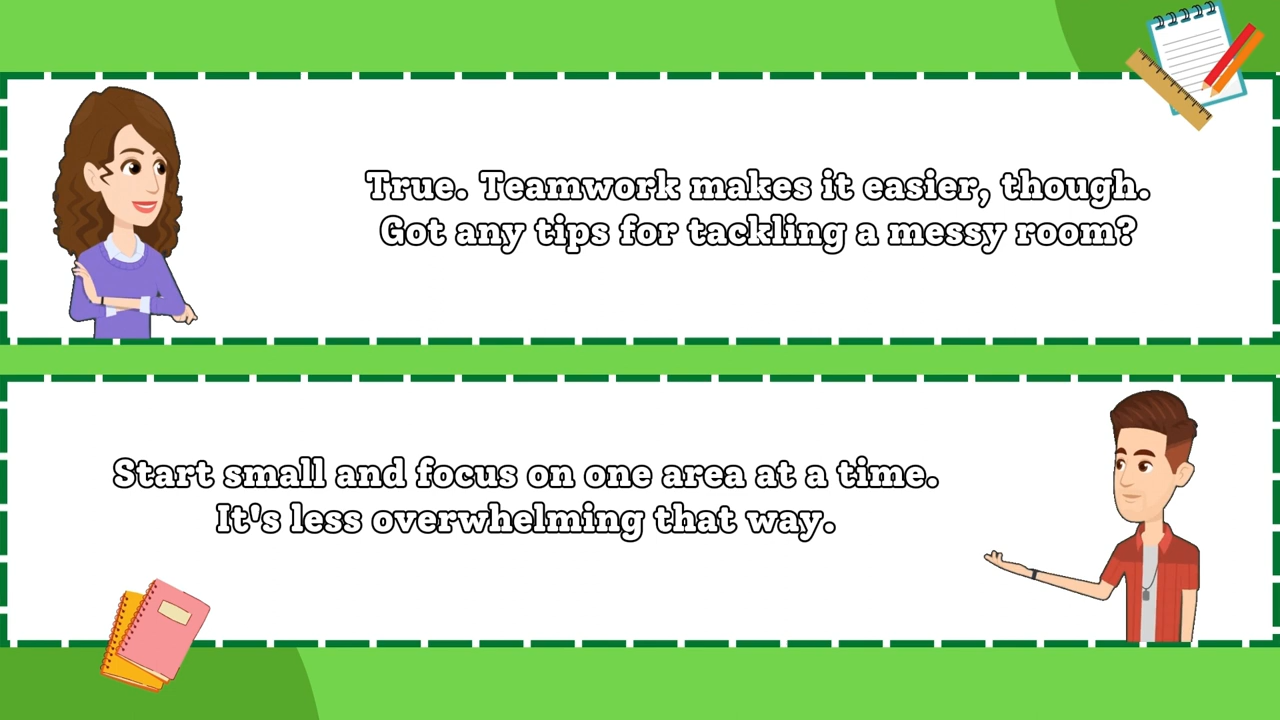 True. Teamwork makes it easier, though.
Got any tips for tackling a messy room?
Start small and focus on one area at a time.
It's less overwhelming that way.